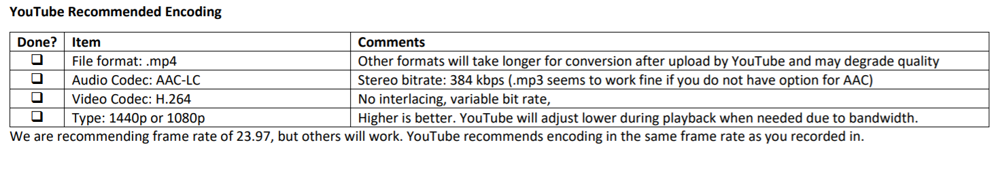 YouTube Recommended Encoding
Done? Item Comments
❑ File format: .mp4 Other formats will take longer for conversion after upload by YouTube and may degrade quality
❑ Audio Codec: AAC-LC Stereo bitrate: 384 kbps (.mp3 seems to work fine if you do not have option for AAC)
❑ Video Codec: H.264 No interlacing, variable bit rate,
❑ Type: 1440p or 1080p Higher is better. YouTube will adjust lower during playback when needed due to bandwidth.
We are recommending frame rate of 23.97, but others will work. YouTube recommends encoding in the same frame rate as you recorded in.